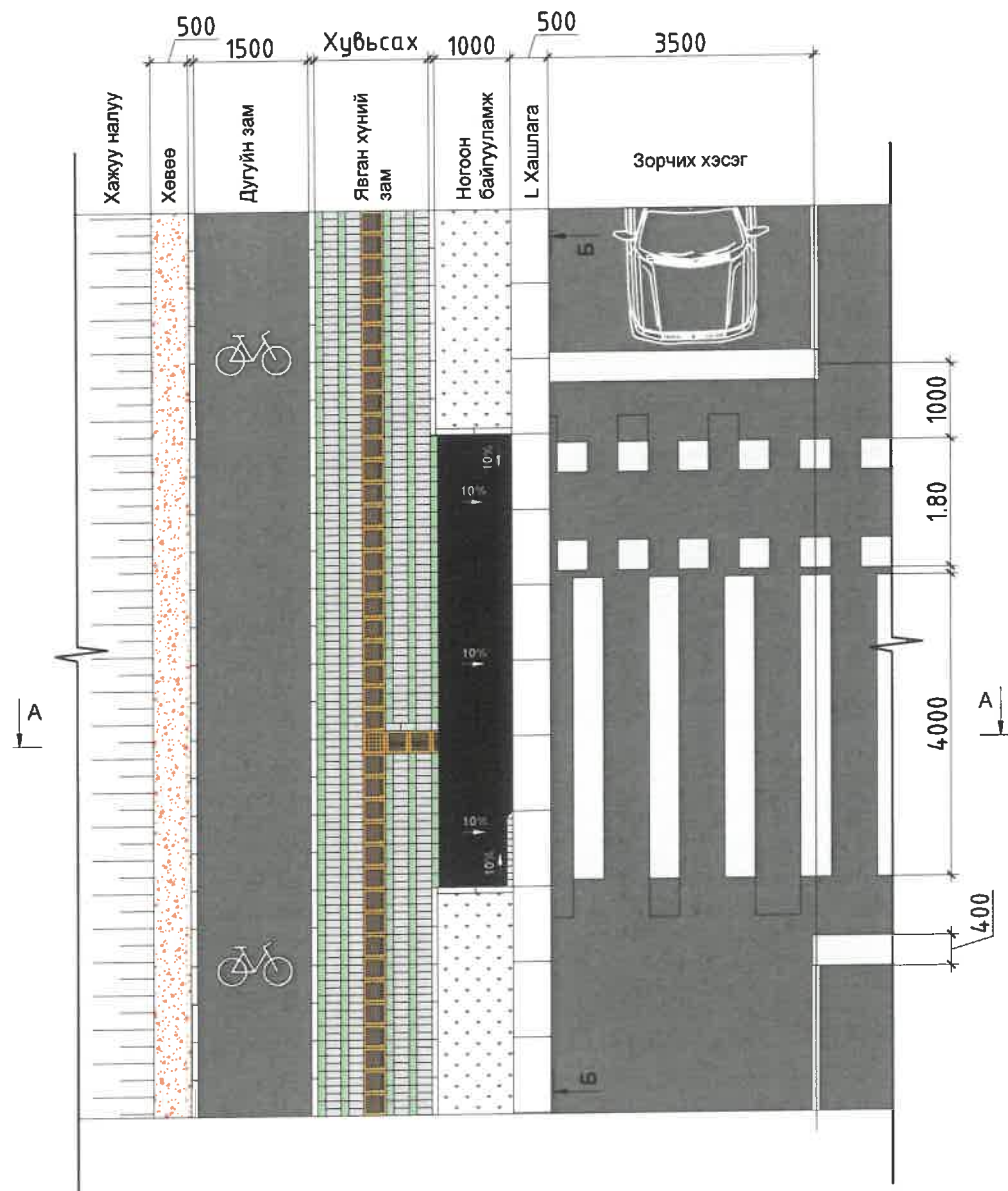 500
500
1500
Хувьсах
1000
3500
Хажуу налуу
Хөвөө
Дугуйн зам
Явган хүний
зам
Ногоон
байгууламж
L Хашлага
Зорчих хэсэг
Б
1000
10%
10%
1.80
10%
А
А
4000
10%
10%
400
Б